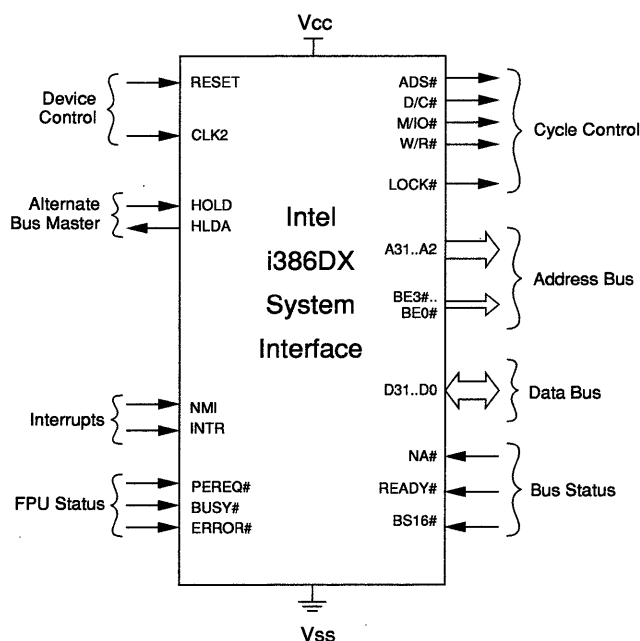 Vcc
Device
Control
RESET
CLK2
Alternate
Bus Master
HOLD
HLDA
Interrupts
NMI
INTR
FPU Status
PEREQ#
BUSY#
ERROR#
Intel
i386DX
System
Interface
ADS#
D/C#
M/IO#
W/R#
LOCK#
Cycle Control
A31..A2
BE3#..
BE0#
Address Bus
D31..D0
Data Bus
NA#
READY#
BS16#
Bus Status
Vss